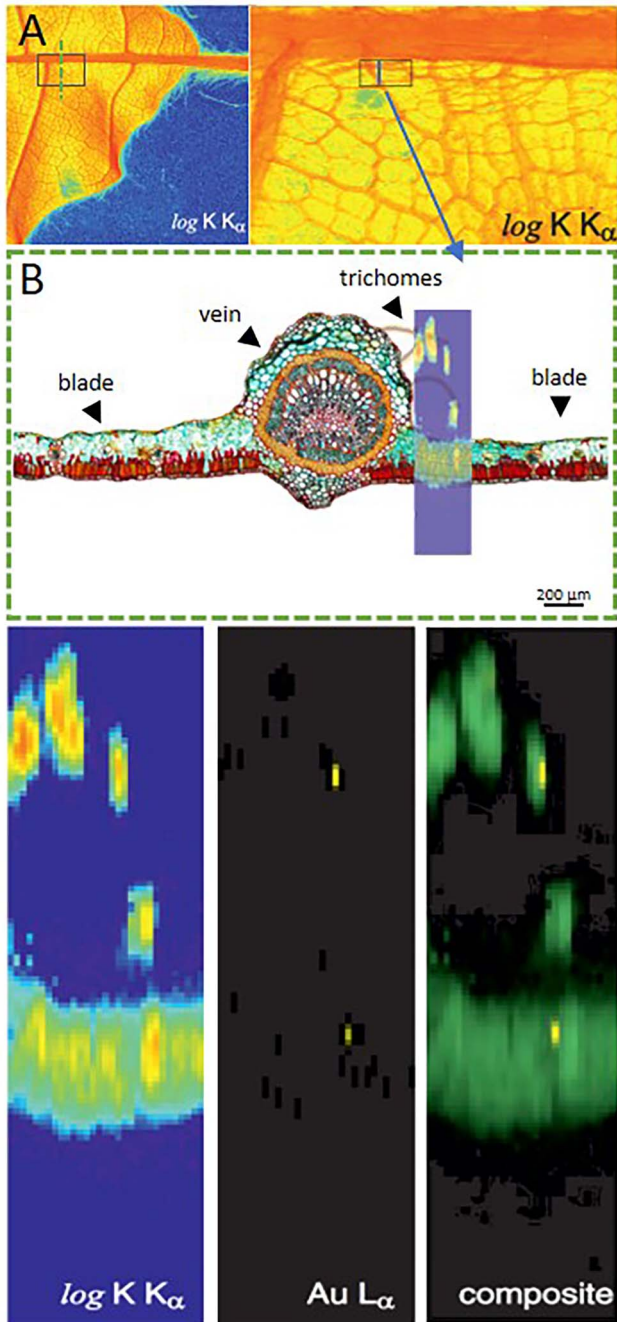 A
log K Kα
log K Kα
B
trichomes
vein
blade
blade
200 µm
log K Kα
Au Lα
composite